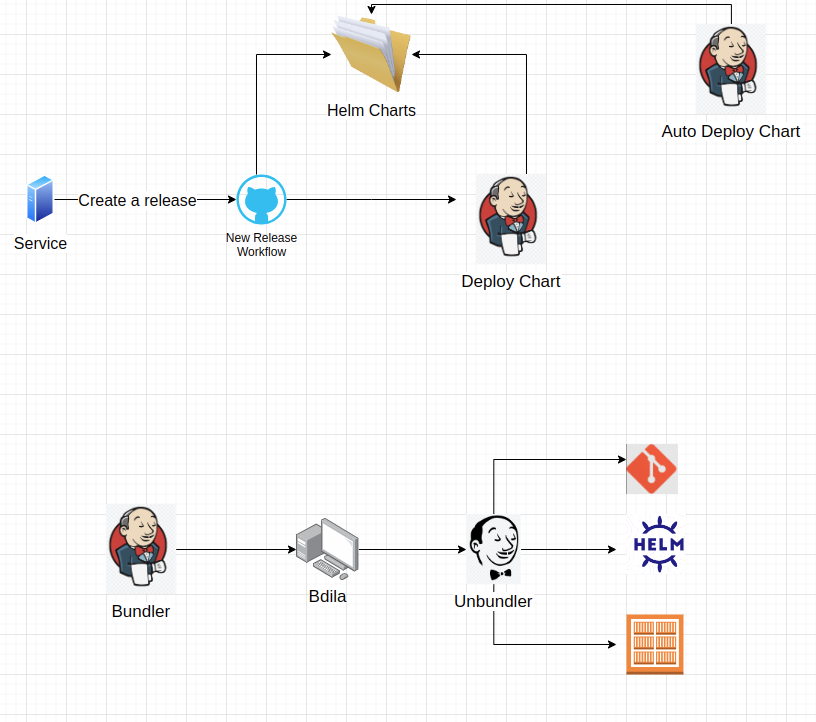 Helm Charts
Auto Deploy Chart
Create a release
Service
New Release
Workflow
Deploy Chart
Bundler
Bdila
Unbundler
HELM